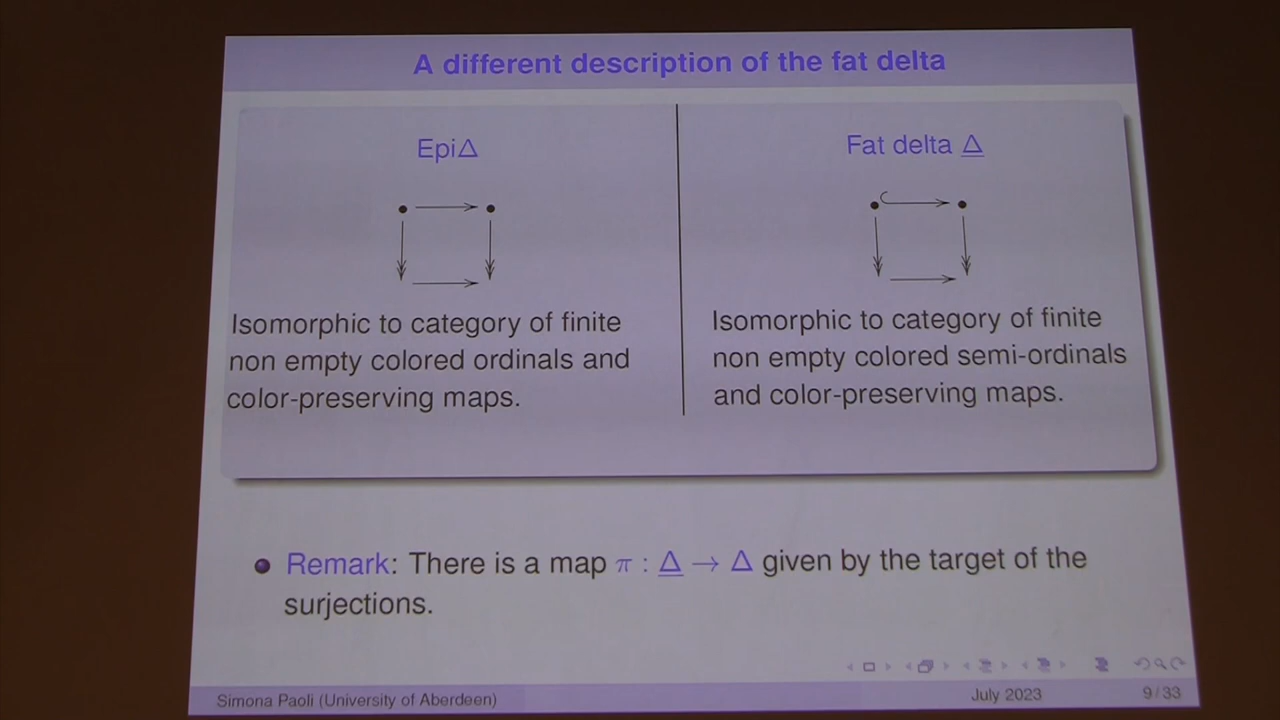 A different description of the fat delta
EpiΔ
Isomorphic to category of finite
non empty colored ordinals and
color-preserving maps.
Fat delta Δ̲
Isomorphic to category of finite
non empty colored semi-ordinals
and color-preserving maps.
Remark: There is a map π : Δ̲ → Δ given by the target of the
surjections.
Simona Paoli (University of Aberdeen)
July 2023
9/33